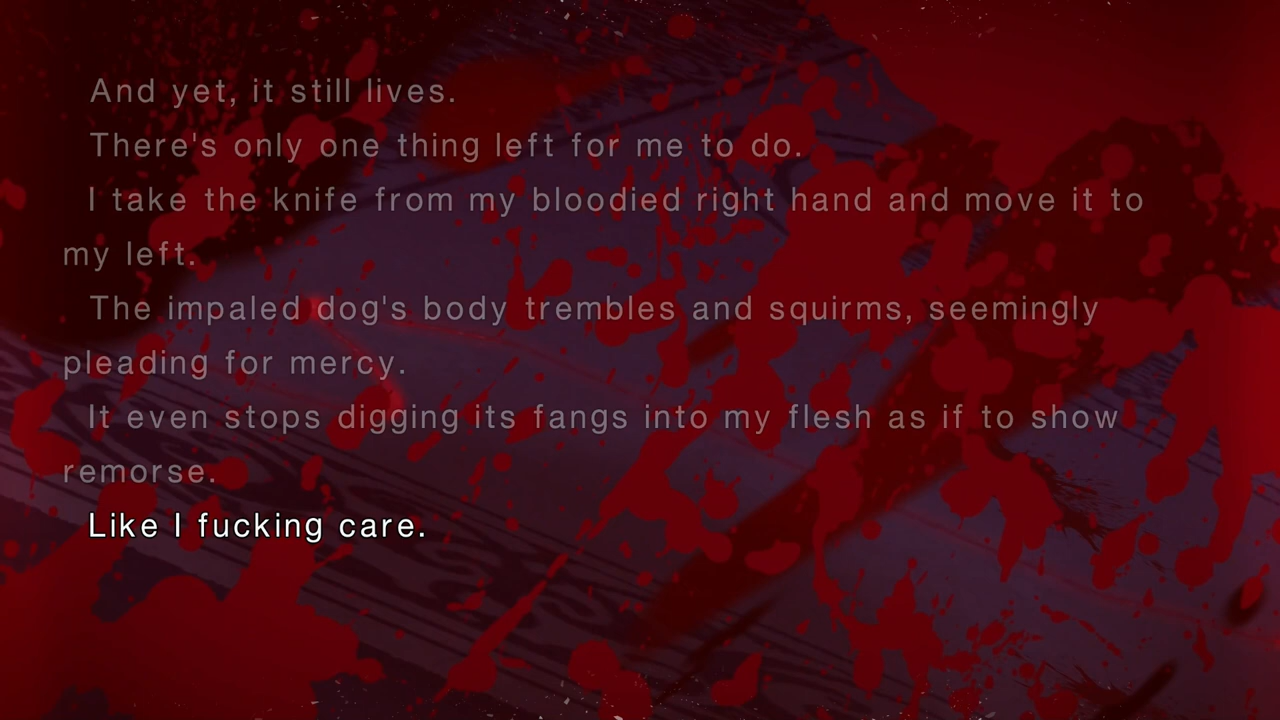 And yet, it still lives.
There's only one thing left for me to do.
I take the knife from my bloodied right hand and move it to
my left.
The impaled dog's body trembles and squirms, seemingly
pleading for mercy.
It even stops digging its fangs into my flesh as if to show
remorse.
Like I fucking care.